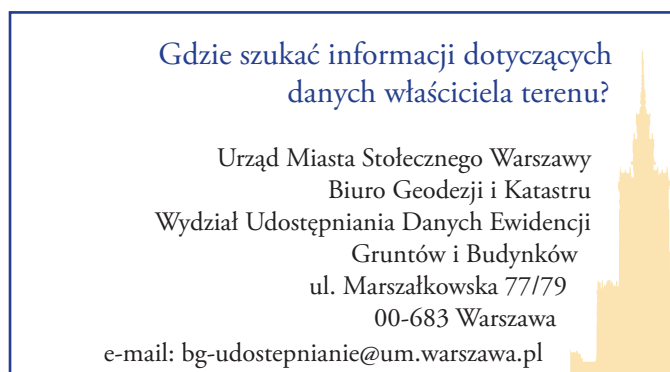 Gdzie szukać informacji dotyczących
danych właściciela terenu?
Urząd Miasta Stołecznego Warszawy
Biuro Geodezji i Katastru
Wydział Udostępniania Danych Ewidencji
Gruntów i Budynków
ul. Marszałkowska 77/79
00-683 Warszawa
e-mail: bg-udostepnianie@um.warszawa.pl